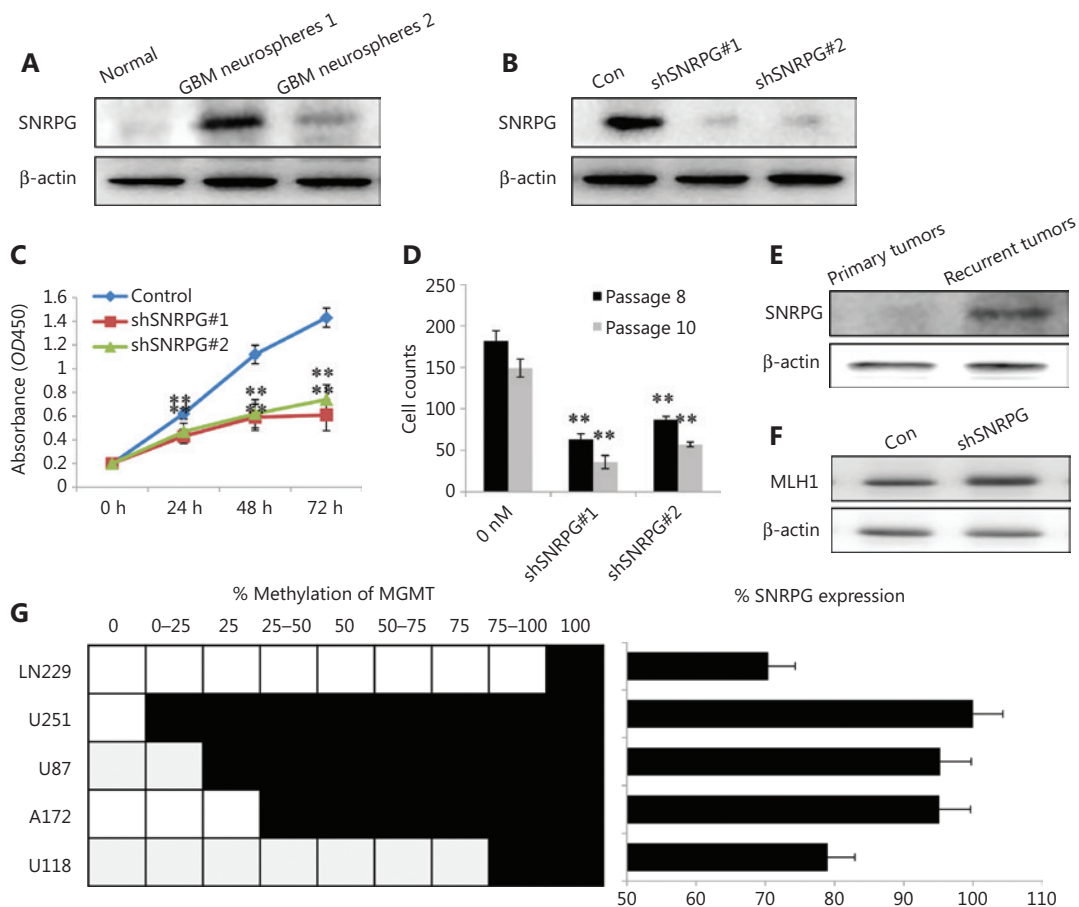 A
Normal
GBM neurospheres 1
GBM neurospheres 2
SNRPG
β-actin
B
Con
shSNRPG#1
shSNRPG#2
SNRPG
β-actin
C
Absorbance (OD450)
1.6
1.4
1.2
1
0.8
0.6
0.4
0.2
0
Control
shSNRPG#1
shSNRPG#2
**
**
**
**
**
**
0 h
24 h
48 h
72 h
D
Cell counts
250
200
150
100
50
0
Passage 8
Passage 10
**
**
**
**
0 nM
shSNRPG#1
shSNRPG#2
E
Primary tumors
Recurrent tumors
SNRPG
β-actin
F
Con
shSNRPG
MLH1
β-actin
G
% Methylation of MGMT
0 0–25 25 25–50 50 50–75 75 75–100 100
LN229
U251
U87
A172
U118
% SNRPG expression
50 60 70 80 90 100 110